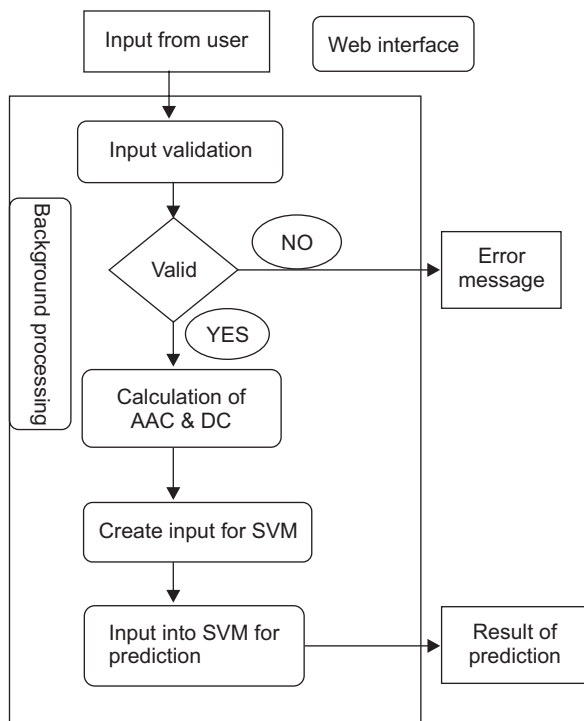 Input from user
Web interface
Input validation
Background processing
Valid
NO
Error
message
YES
Calculation of
AAC & DC
Create input for SVM
Input into SVM for
prediction
Result of
prediction